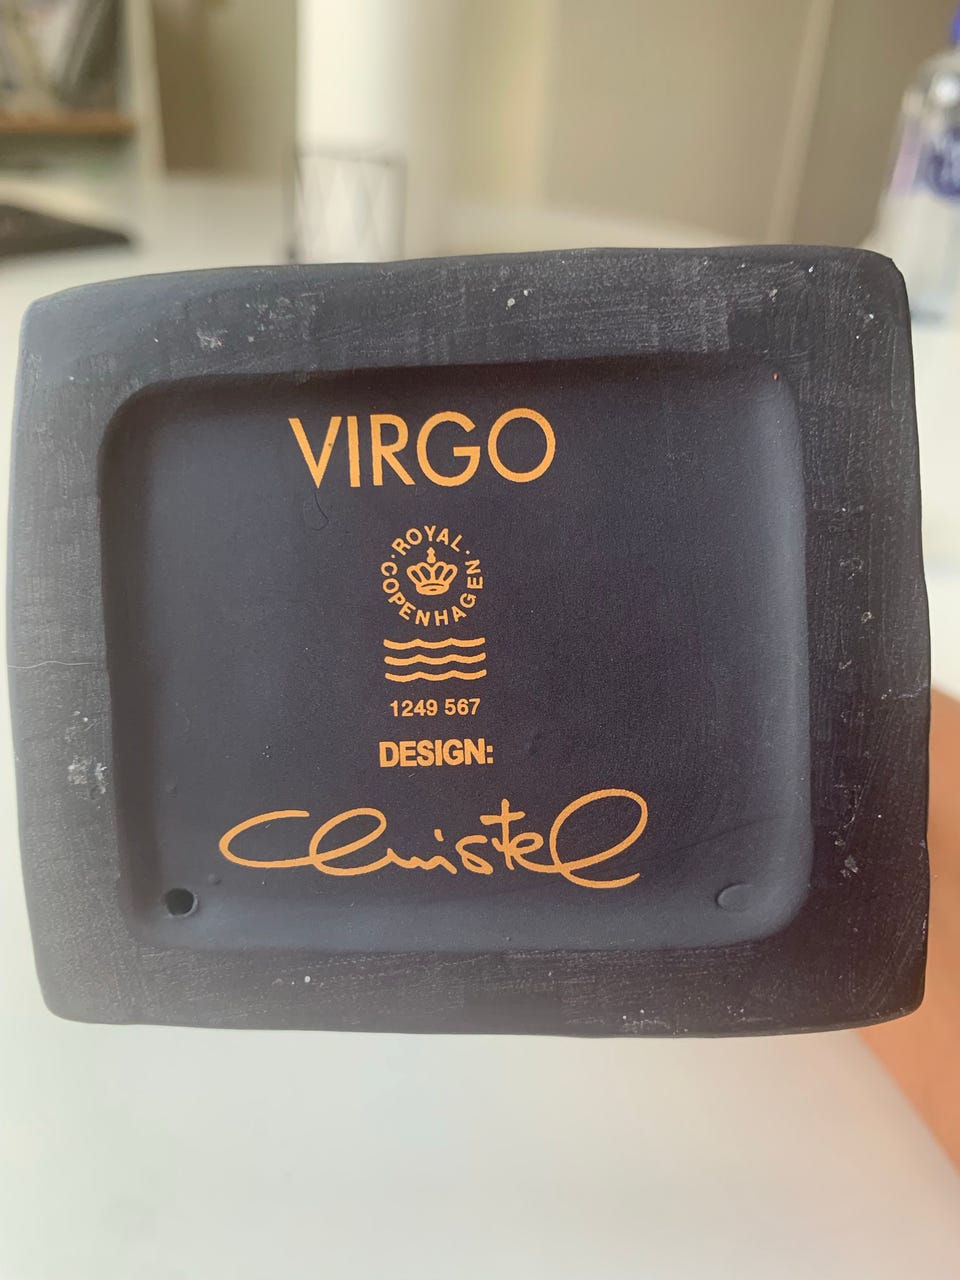 VIRGO
· ROYAL ·
COPENHAGEN
1249 567
DESIGN:
Christel